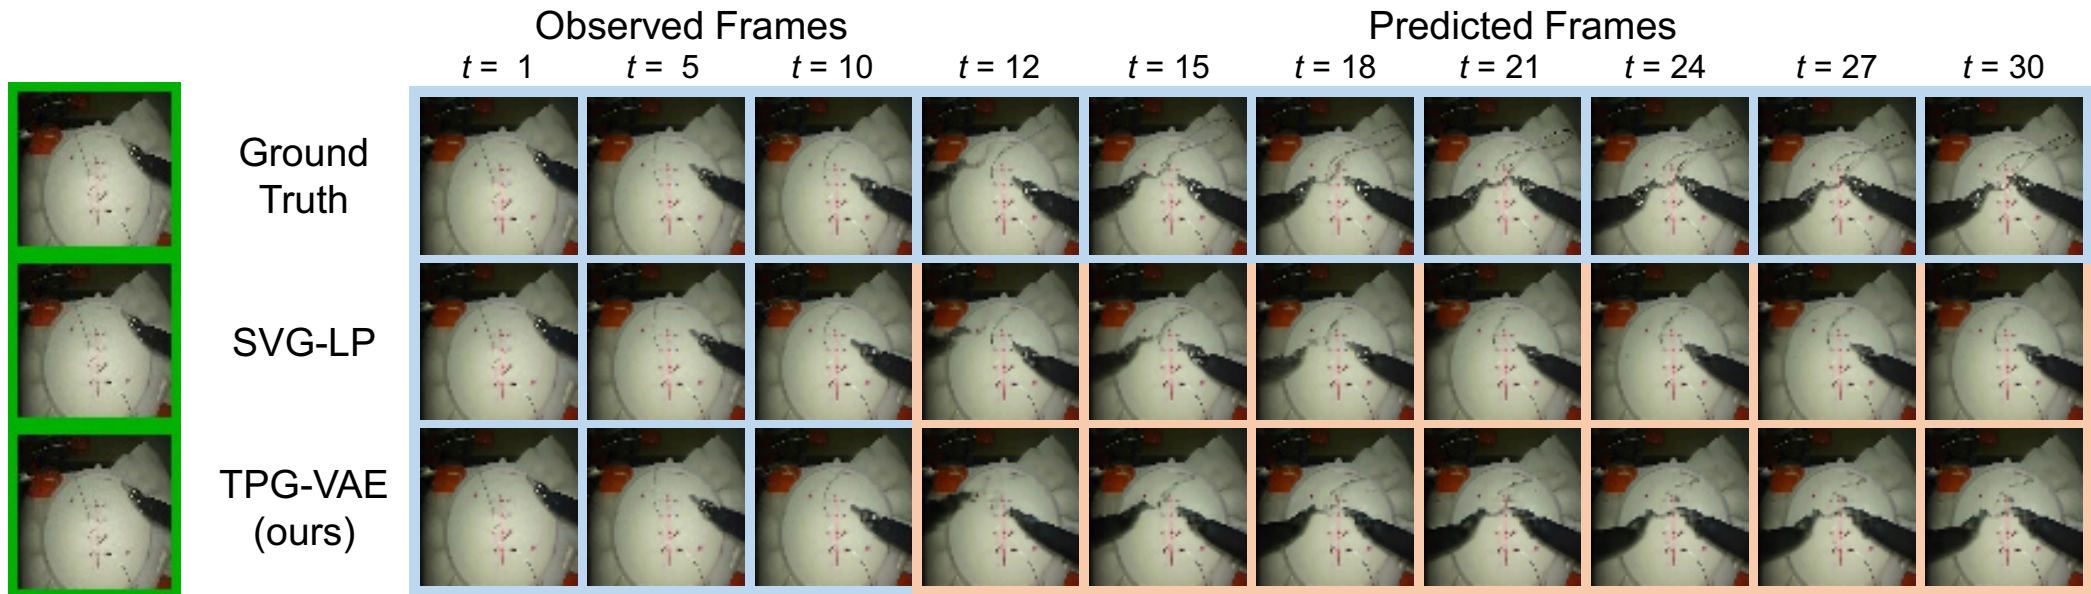 Observed Frames
Predicted Frames
t = 1
t = 5
t = 10
t = 12
t = 15
t = 18
t = 21
t = 24
t = 27
t = 30
Ground
Truth
SVG-LP
TPG-VAE
(ours)